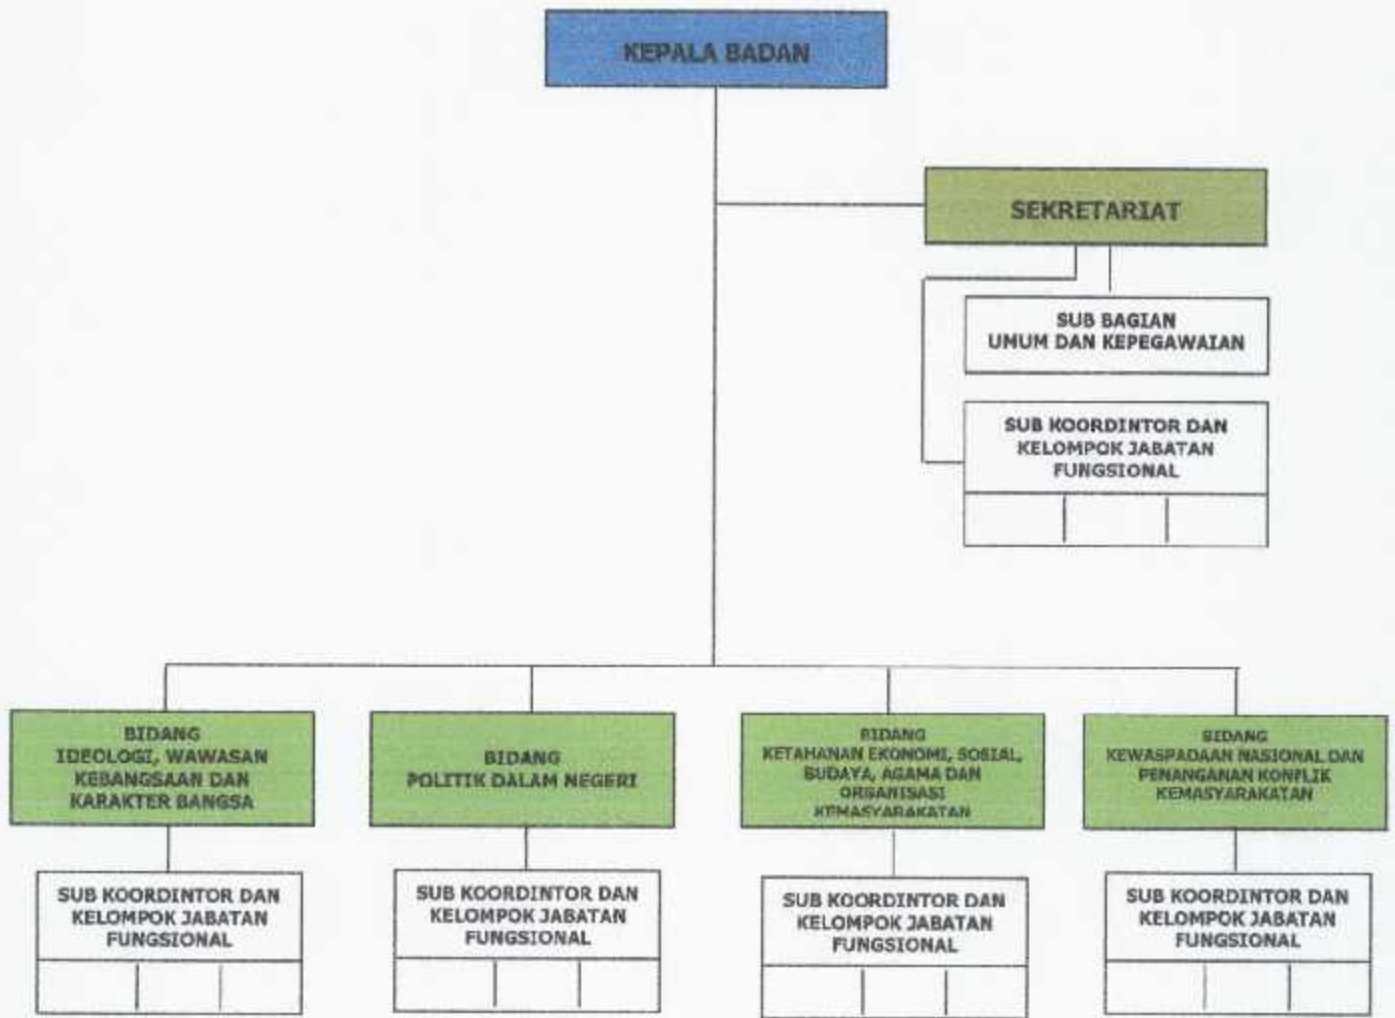 KEPALA BADAN
SEKRETARIAT
SUB BAGIAN
UMUM DAN KEPEGAWAIAN
SUB KOORDINTOR DAN
KELOMPOK JABATAN
FUNGSIONAL
BIDANG
IDEOLOGI, WAWASAN
KEBANGSAAN DAN
KARAKTER BANGSA
BIDANG
POLITIK DALAM NEGERI
BIDANG
KETAHANAN EKONOMI, SOSIAL,
BUDAYA, AGAMA DAN
ORGANISASI
KEMASYARAKATAN
BIDANG
KEWASPADAAN NASIONAL DAN
PENANGANAN KONFLIK
KEMASYARAKATAN
SUB KOORDINTOR DAN
KELOMPOK JABATAN
FUNGSIONAL
SUB KOORDINTOR DAN
KELOMPOK JABATAN
FUNGSIONAL
SUB KOORDINTOR DAN
KELOMPOK JABATAN
FUNGSIONAL
SUB KOORDINTOR DAN
KELOMPOK JABATAN
FUNGSIONAL